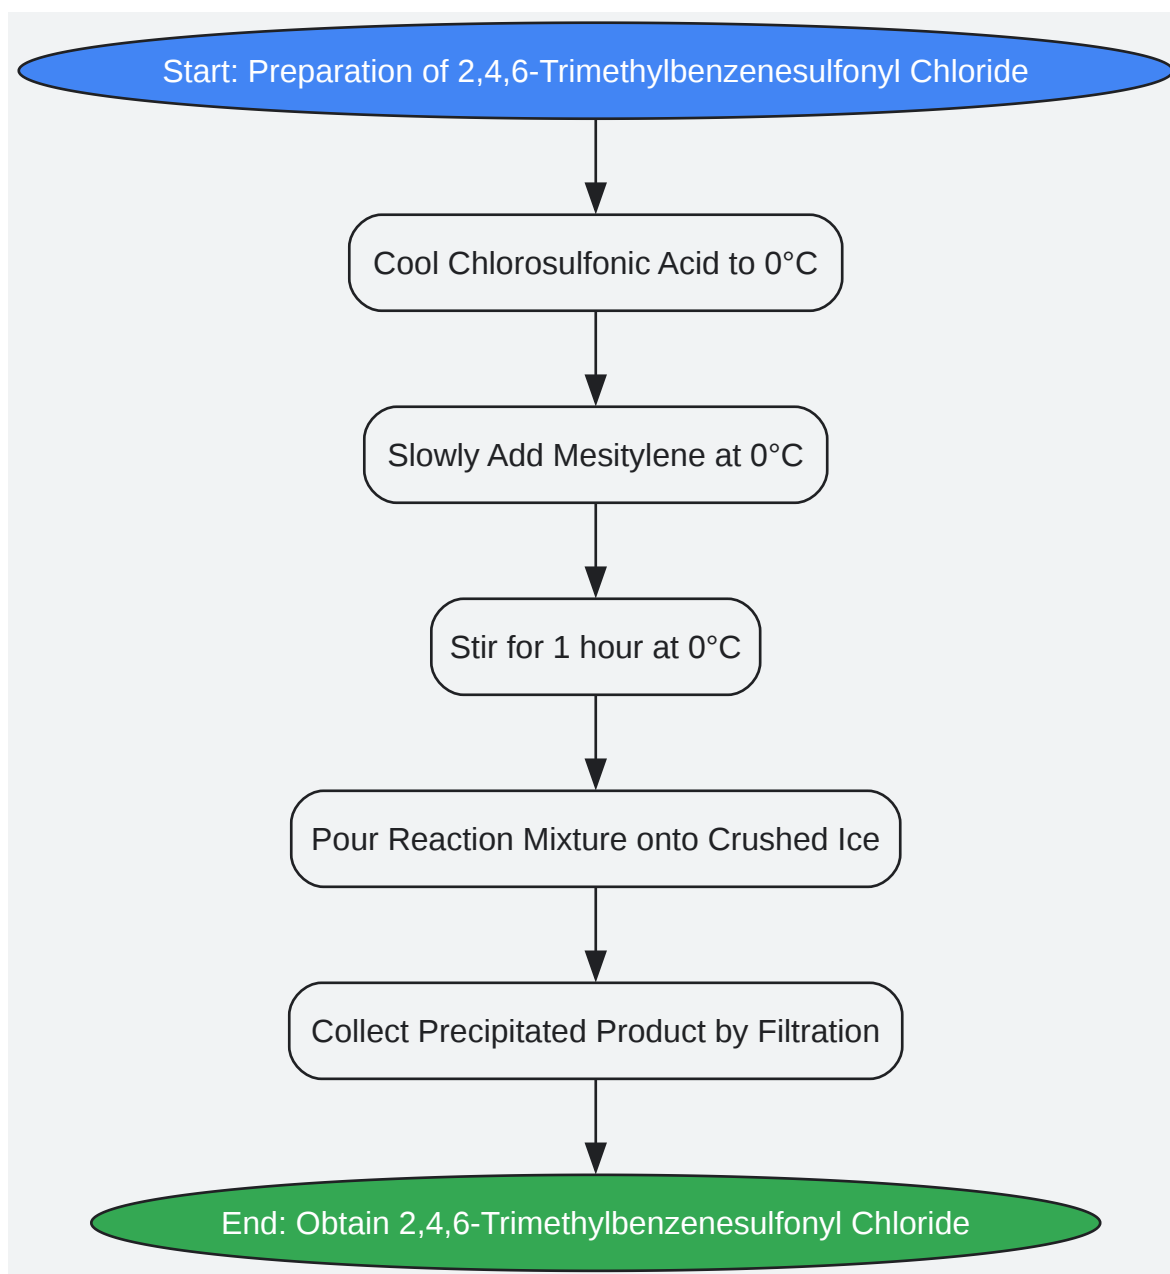 Start: Preparation of 2,4,6-Trimethylbenzenesulfonyl Chloride
Cool Chlorosulfonic Acid to 0°C
Slowly Add Mesitylene at 0°C
Stir for 1 hour at 0°C
Pour Reaction Mixture onto Crushed Ice
Collect Precipitated Product by Filtration
End: Obtain 2,4,6-Trimethylbenzenesulfonyl Chloride